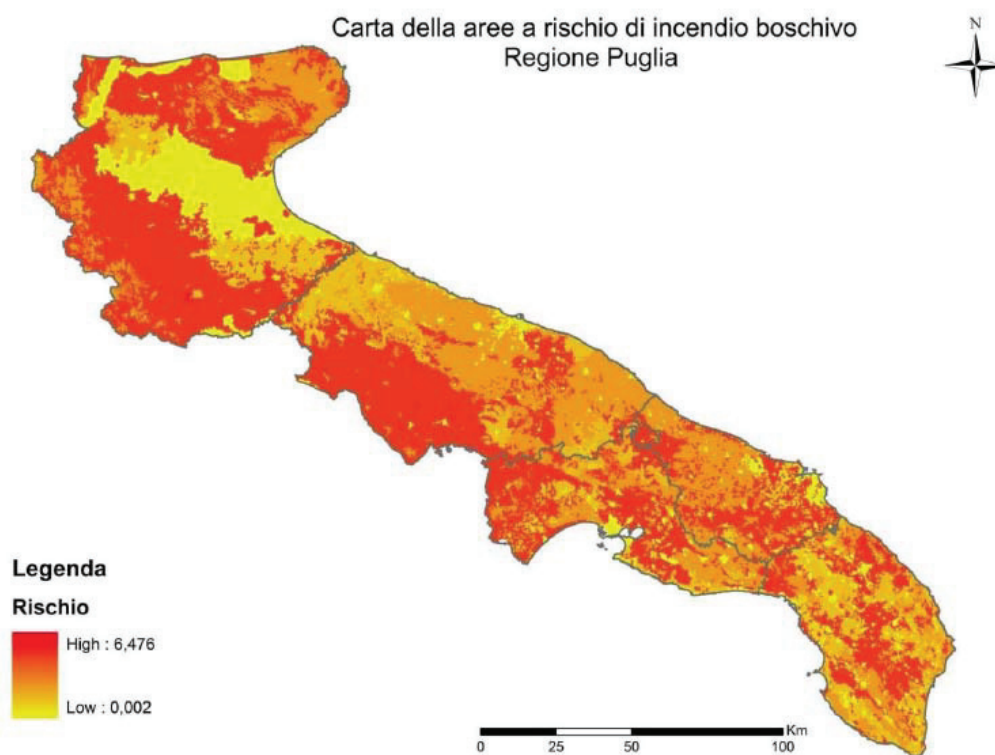 Carta della aree a rischio di incendio boschivo
Regione Puglia
N
Legenda
Rischio
High : 6,476
Low : 0,002
Km
0 25 50 100